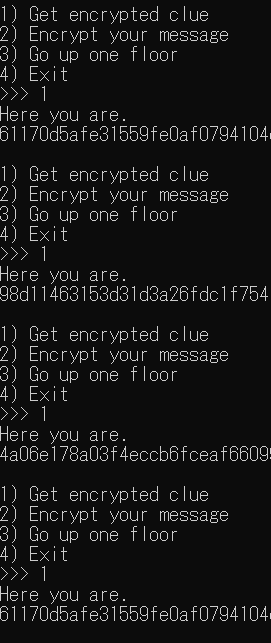 1) Get encrypted clue
2) Encrypt your message
3) Go up one floor
4) Exit
>>> 1
Here you are.
61170d5afe31559fe0af0794104
1) Get encrypted clue
2) Encrypt your message
3) Go up one floor
4) Exit
>>> 1
Here you are.
98d11463153d31d3a26fdc1f754
1) Get encrypted clue
2) Encrypt your message
3) Go up one floor
4) Exit
>>> 1
Here you are.
4a06e178a03f4eccb6fceaf6609
1) Get encrypted clue
2) Encrypt your message
3) Go up one floor
4) Exit
>>> 1
Here you are.
61170d5afe31559fe0af0794104